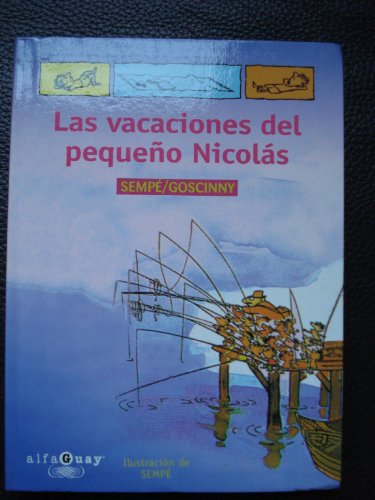 Las vacaciones del
pequeño Nicolás
SEMPÉ/GOSCINNY
alfaGuay
Ilustración de
SEMPÉ